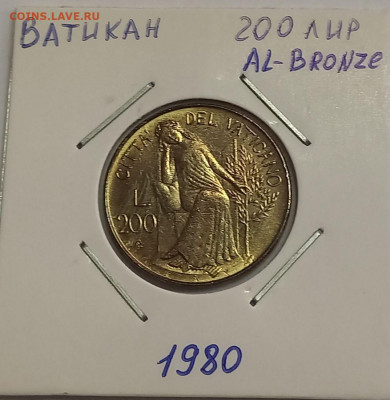 COINS.LAVE.RU
ВАТИКАН
200 ЛИР
AL-BRONZE
CITTA' DEL VATICANO
L.
200
1980